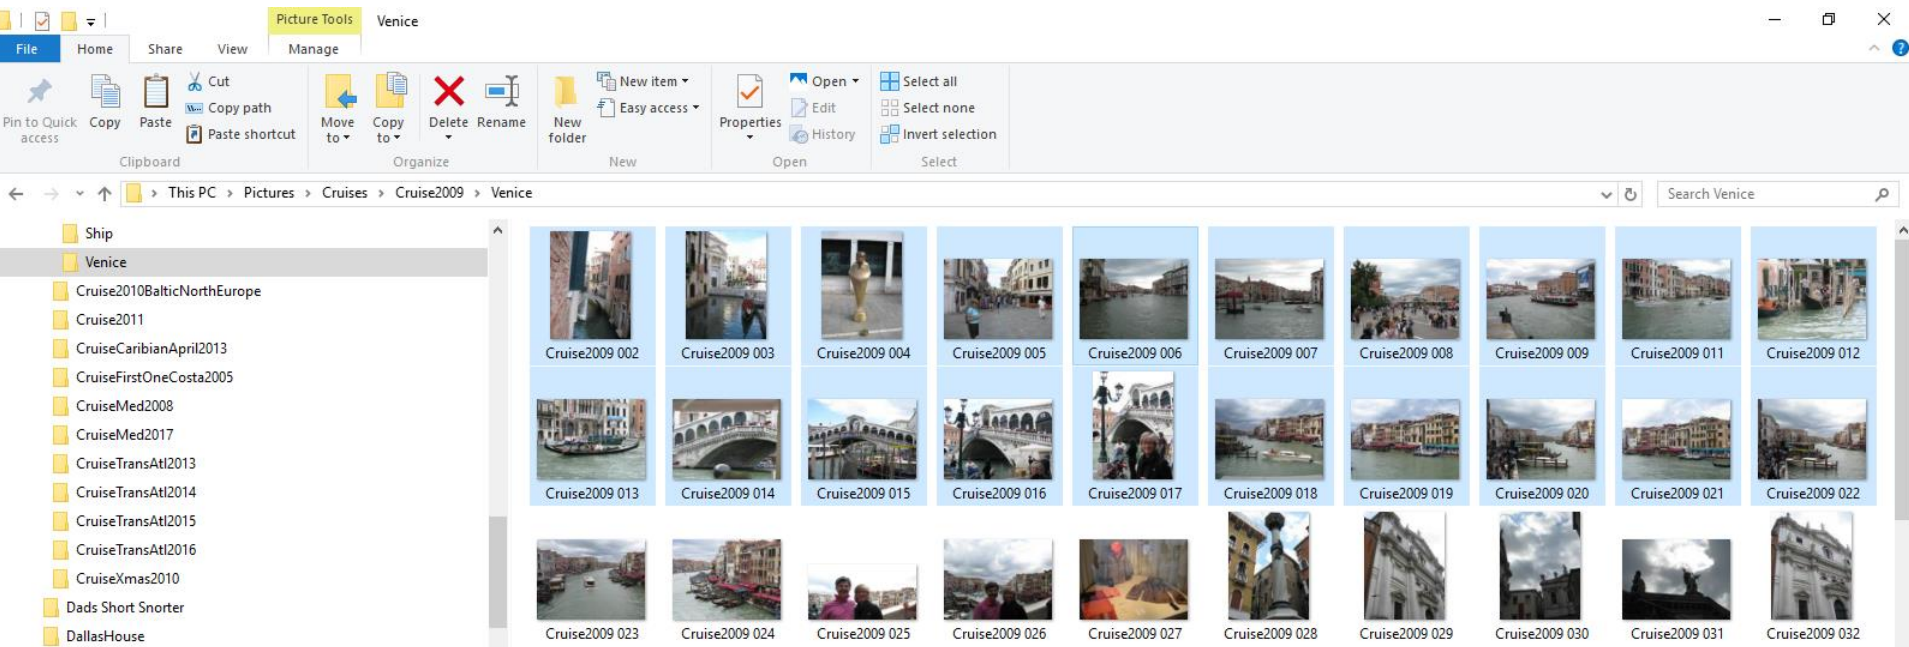 Picture Tools
Venice
File
Home
Share
View
Manage
Pin to Quick access
Copy
Paste
Cut
Copy path
Paste shortcut
Clipboard
Move to
Copy to
Delete
Rename
Organize
New folder
New item
Easy access
New
Properties
Open
Edit
History
Open
Select all
Select none
Invert selection
Select
This PC > Pictures > Cruises > Cruise2009 > Venice
Search Venice
Ship
Venice
Cruise2010BalticNorthEurope
Cruise2011
CruiseCaribianApril2013
CruiseFirstOneCosta2005
CruiseMed2008
CruiseMed2017
CruiseTransAtl2013
CruiseTransAtl2014
CruiseTransAtl2015
CruiseTransAtl2016
CruiseXmas2010
Dads Short Snorter
DallasHouse
Cruise2009 002
Cruise2009 003
Cruise2009 004
Cruise2009 005
Cruise2009 006
Cruise2009 007
Cruise2009 008
Cruise2009 009
Cruise2009 011
Cruise2009 012
Cruise2009 013
Cruise2009 014
Cruise2009 015
Cruise2009 016
Cruise2009 017
Cruise2009 018
Cruise2009 019
Cruise2009 020
Cruise2009 021
Cruise2009 022
Cruise2009 023
Cruise2009 024
Cruise2009 025
Cruise2009 026
Cruise2009 027
Cruise2009 028
Cruise2009 029
Cruise2009 030
Cruise2009 031
Cruise2009 032